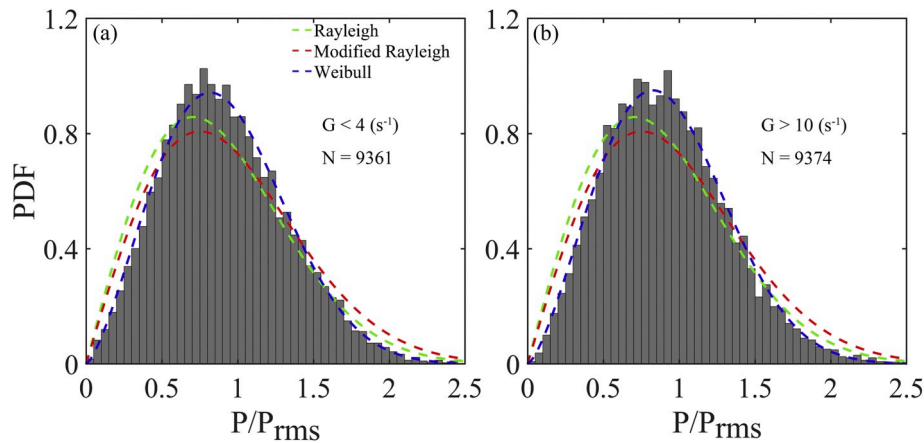 (a)
Rayleigh
Modified Rayleigh
Weibull
G < 4 (s⁻¹)
N = 9361
PDF
1.2
0.8
0.4
0
0 0.5 1 1.5 2 2.5
P/Prms
(b)
G > 10 (s⁻¹)
N = 9374
1.2
0.8
0.4
0
0 0.5 1 1.5 2 2.5
P/Prms